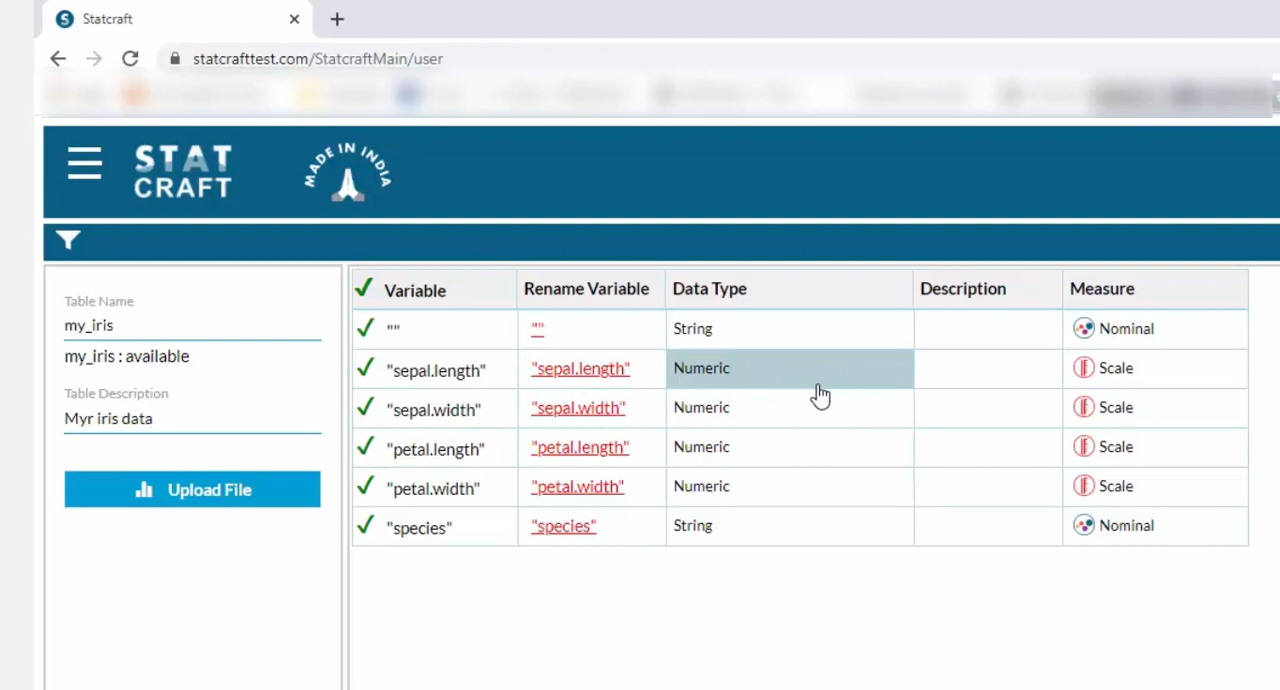 Statcraft
statcrafttest.com/StatcraftMain/user
STAT
CRAFT
MADE IN INDIA
Table Name
my_iris
my_iris : available
Table Description
Myr iris data
Upload File
Variable Rename Variable Data Type Description Measure
"" "" String Nominal
"sepal.length" "sepal.length" Numeric Scale
"sepal.width" "sepal.width" Numeric Scale
"petal.length" "petal.length" Numeric Scale
"petal.width" "petal.width" Numeric Scale
"species" "species" String Nominal